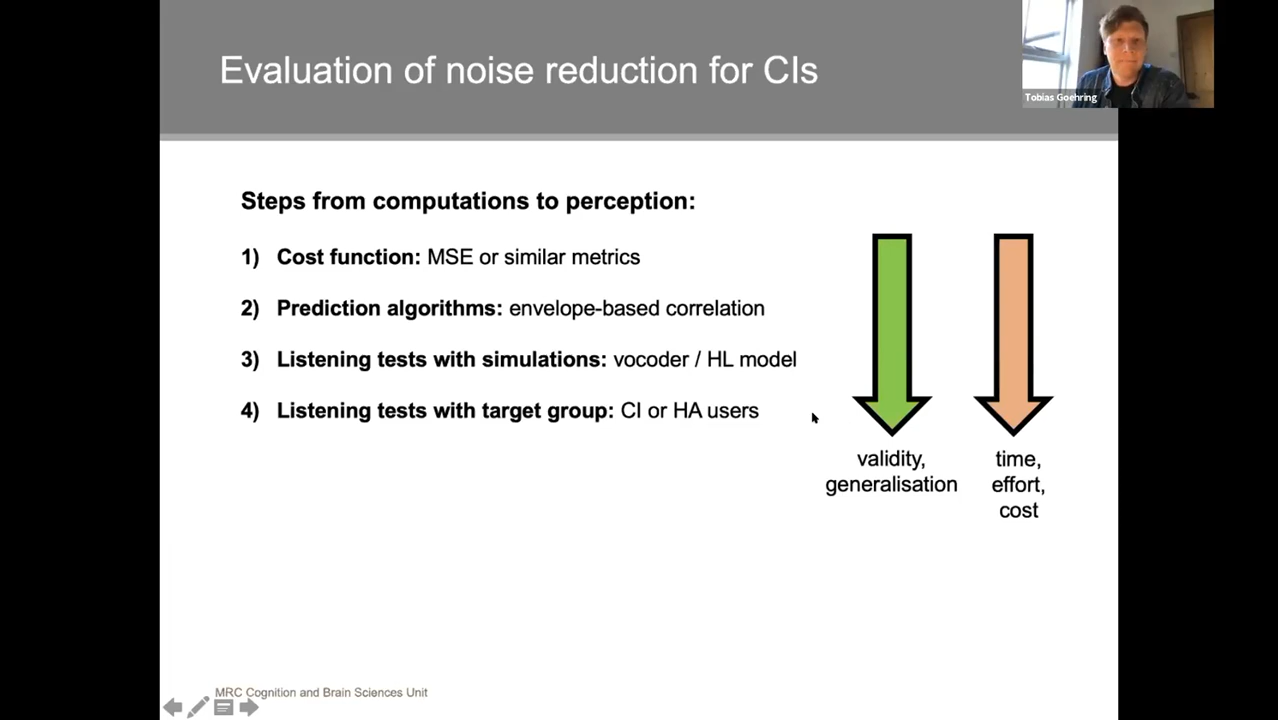 Evaluation of noise reduction for CIs
Tobias Goehring
Steps from computations to perception:
1) Cost function: MSE or similar metrics
2) Prediction algorithms: envelope-based correlation
3) Listening tests with simulations: vocoder / HL model
4) Listening tests with target group: CI or HA users
validity,
generalisation
time,
effort,
cost
MRC Cognition and Brain Sciences Unit